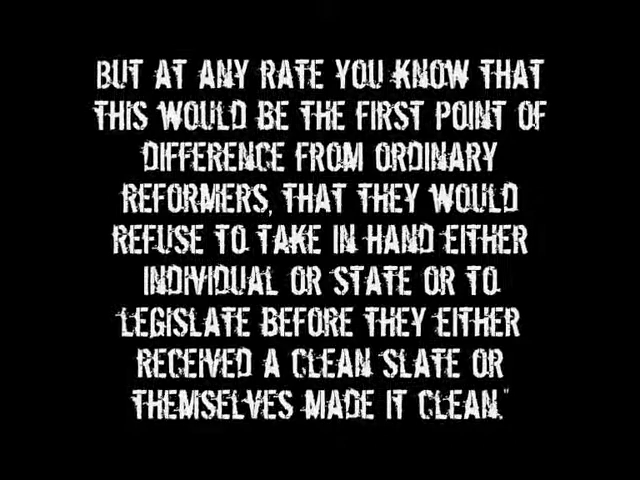 BUT AT ANY RATE YOU KNOW THAT
THIS WOULD BE THE FIRST POINT OF
DIFFERENCE FROM ORDINARY
REFORMERS, THAT THEY WOULD
REFUSE TO TAKE IN HAND EITHER
INDIVIDUAL OR STATE OR TO
LEGISLATE BEFORE THEY EITHER
RECEIVED A CLEAN SLATE OR
THEMSELVES MADE IT CLEAN."